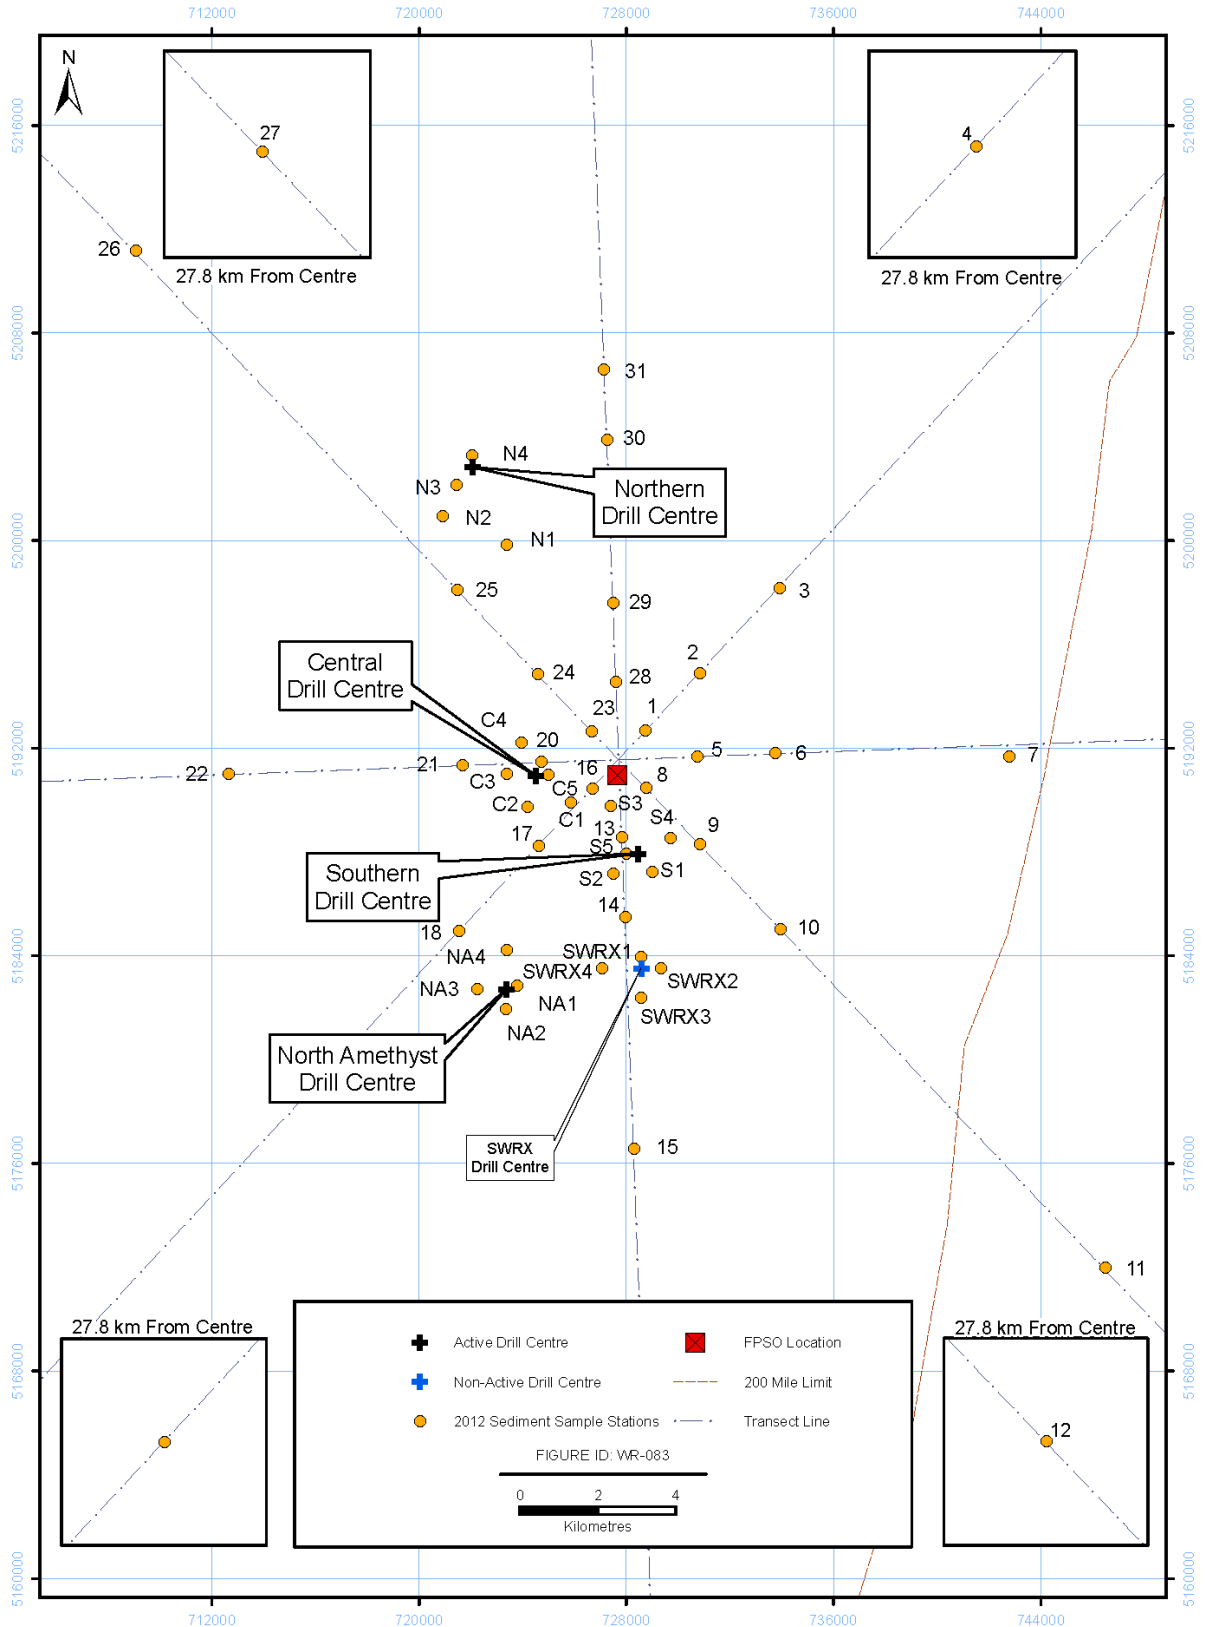 712000
720000
728000
736000
744000
N
5216000
5216000
27
4
26
27.8 km From Centre
27.8 km From Centre
5208000
5208000
31
30
N4
N3
Northern
Drill Centre
N2
N1
5200000
5200000
25
3
29
Central
Drill Centre
24
2
28
23
1
C4
20
5192000
5192000
5
6
7
21
22
C3
16
8
C5
C2
S3
C1
S4
17
13
9
S5
Southern
Drill Centre
S2
S1
14
18
10
5184000
5184000
NA4
SWRX1
SWRX4
SWRX2
NA3
NA1
SWRX3
NA2
North Amethyst
Drill Centre
SWRX
Drill Centre
15
5176000
5176000
11
27.8 km From Centre
27.8 km From Centre
Active Drill Centre
FPSO Location
5168000
5168000
Non-Active Drill Centre
200 Mile Limit
2012 Sediment Sample Stations
Transect Line
12
FIGURE ID: WR-083
0
2
4
Kilometres
5160000
5160000
712000
720000
728000
736000
744000